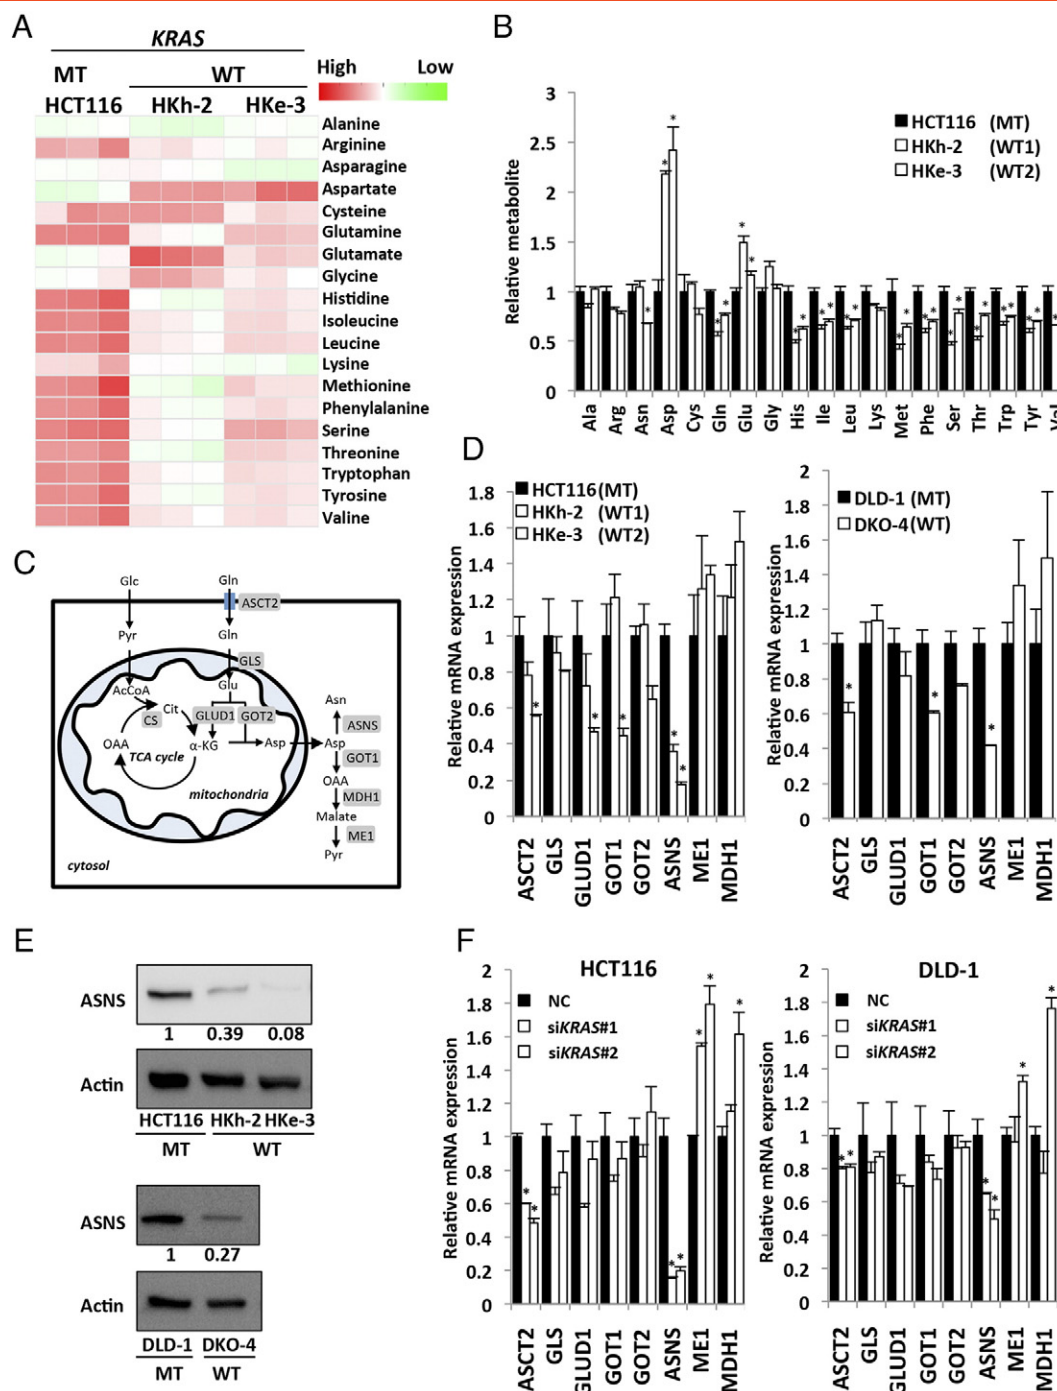 A
KRAS
MT WT
HCT116 HKh-2 HKe-3
High Low
Alanine
Arginine
Asparagine
Aspartate
Cysteine
Glutamine
Glutamate
Glycine
Histidine
Isoleucine
Leucine
Lysine
Methionine
Phenylalanine
Serine
Threonine
Tryptophan
Tyrosine
Valine
B
Relative metabolite
3
2.5
2
1.5
1
0.5
0
HCT116 (MT)
HKh-2 (WT1)
HKe-3 (WT2)
Ala Arg Asn Asp Cys Gln Glu Gly His Ile Leu Lys Met Phe Ser Thr Trp Tyr Val
C
Glc Gln
ASCT2
Pyr Gln
GLS
AcCoA Glu
Cit
CS GLUD1 GOT2
Asn
ASNS
OAA TCA cycle α-KG Asp Asp
GOT1
OAA
mitochondria
MDH1
Malate
ME1
Pyr
cytosol
D
Relative mRNA expression
1.8
1.6
1.4
1.2
1
0.8
0.6
0.4
0.2
0
HCT116 (MT)
HKh-2 (WT1)
HKe-3 (WT2)
ASCT2 GLS GLUD1 GOT1 GOT2 ASNS ME1 MDH1
Relative mRNA expression
2
1.8
1.6
1.4
1.2
1
0.8
0.6
0.4
0.2
0
DLD-1 (MT)
DKO-4 (WT)
ASCT2 GLS GLUD1 GOT1 GOT2 ASNS ME1 MDH1
E
ASNS
1 0.39 0.08
Actin
HCT116 HKh-2 HKe-3
MT WT
ASNS
1 0.27
Actin
DLD-1 DKO-4
MT WT
F
HCT116
Relative mRNA expression
2
1.8
1.6
1.4
1.2
1
0.8
0.6
0.4
0.2
0
NC
siKRAS#1
siKRAS#2
ASCT2 GLS GLUD1 GOT1 GOT2 ASNS ME1 MDH1
DLD-1
Relative mRNA expression
2
1.8
1.6
1.4
1.2
1
0.8
0.6
0.4
0.2
0
NC
siKRAS#1
siKRAS#2
ASCT2 GLS GLUD1 GOT1 GOT2 ASNS ME1 MDH1